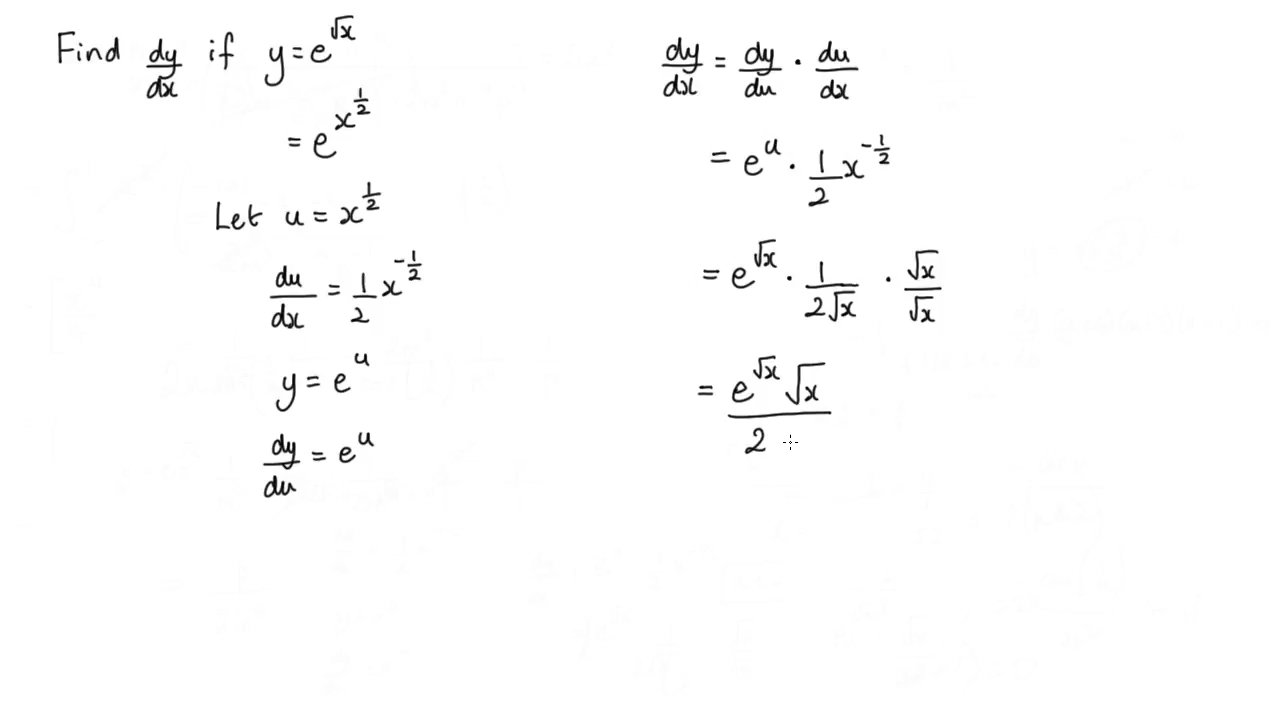 Find dy/dx if y = e^√x
= e^x^1/2
Let u = x^1/2
du/dx = 1/2 x^-1/2
y = e^u
dy/du = e^u
dy/dx = dy/du · du/dx
= e^u · 1/2 x^-1/2
= e^√x · 1/2√x · √x/√x
= e^√x √x / 2